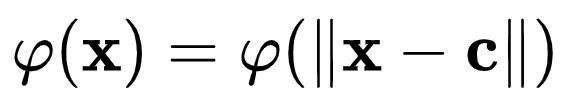 φ(𝐱) = φ(‖𝐱 − 𝐜‖)